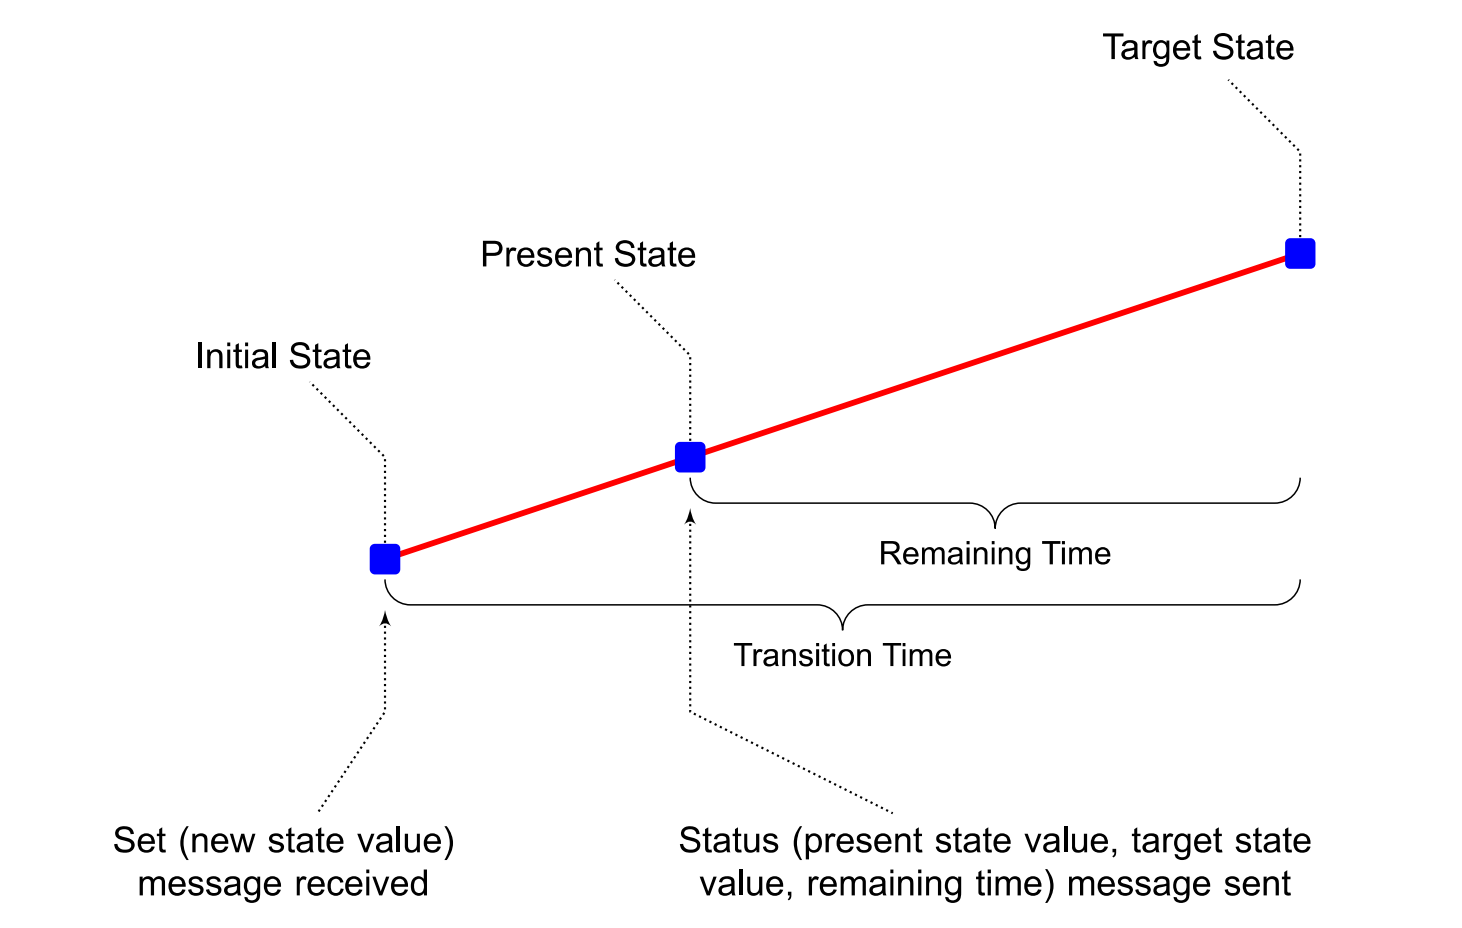 Target State
Present State
Initial State
Remaining Time
Transition Time
Set (new state value)
message received
Status (present state value, target state
value, remaining time) message sent